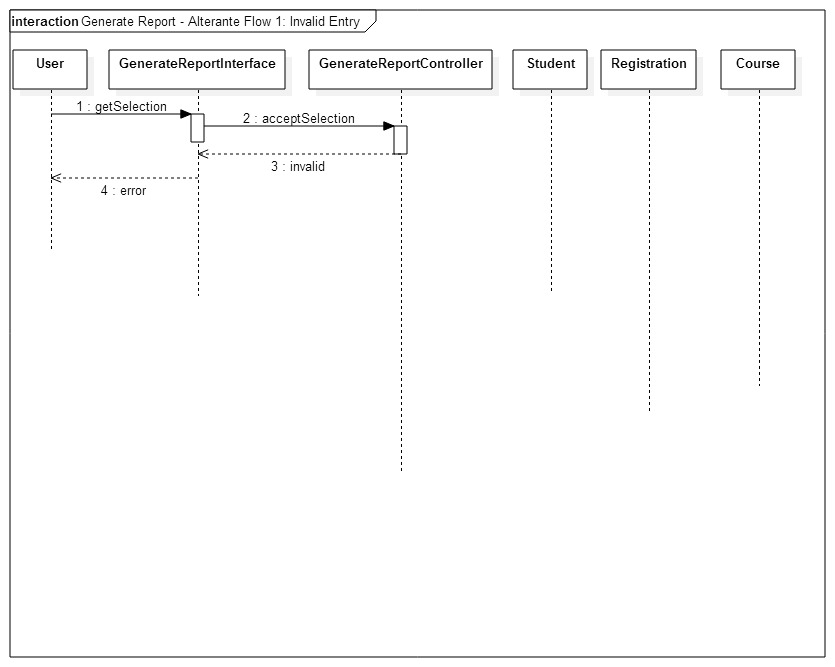 interaction Generate Report - Alterante Flow 1: Invalid Entry
User
GenerateReportInterface
GenerateReportController
Student
Registration
Course
1 : getSelection
2 : acceptSelection
3 : invalid
4 : error